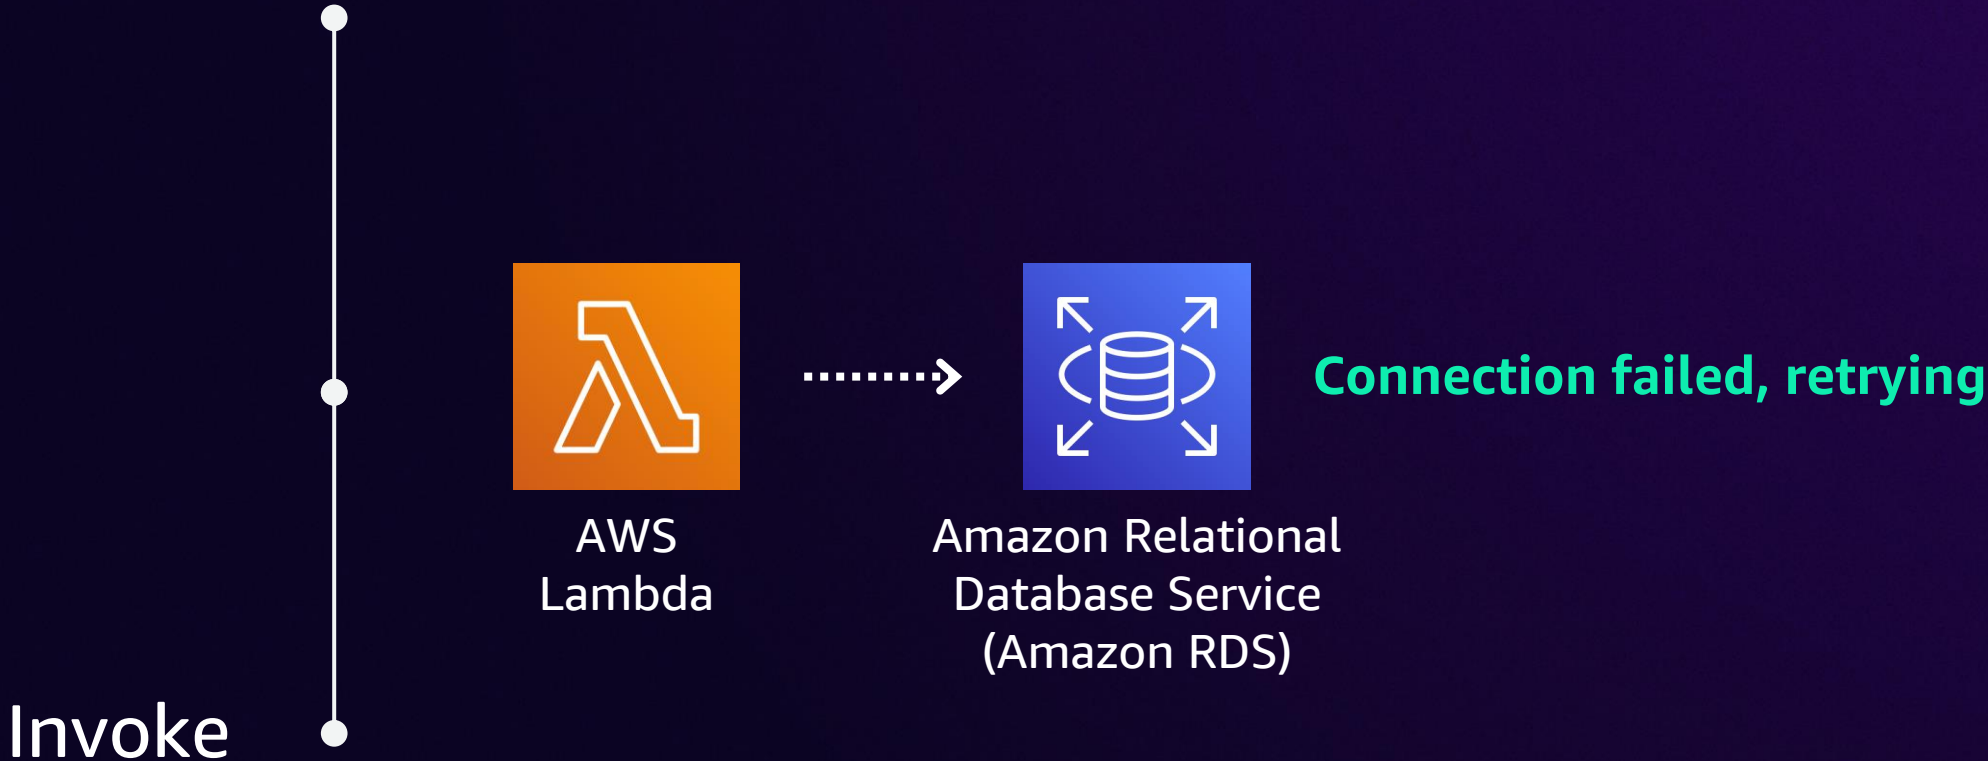 Connection failed, retrying
AWS
Lambda
Amazon Relational
Database Service
(Amazon RDS)
Invoke